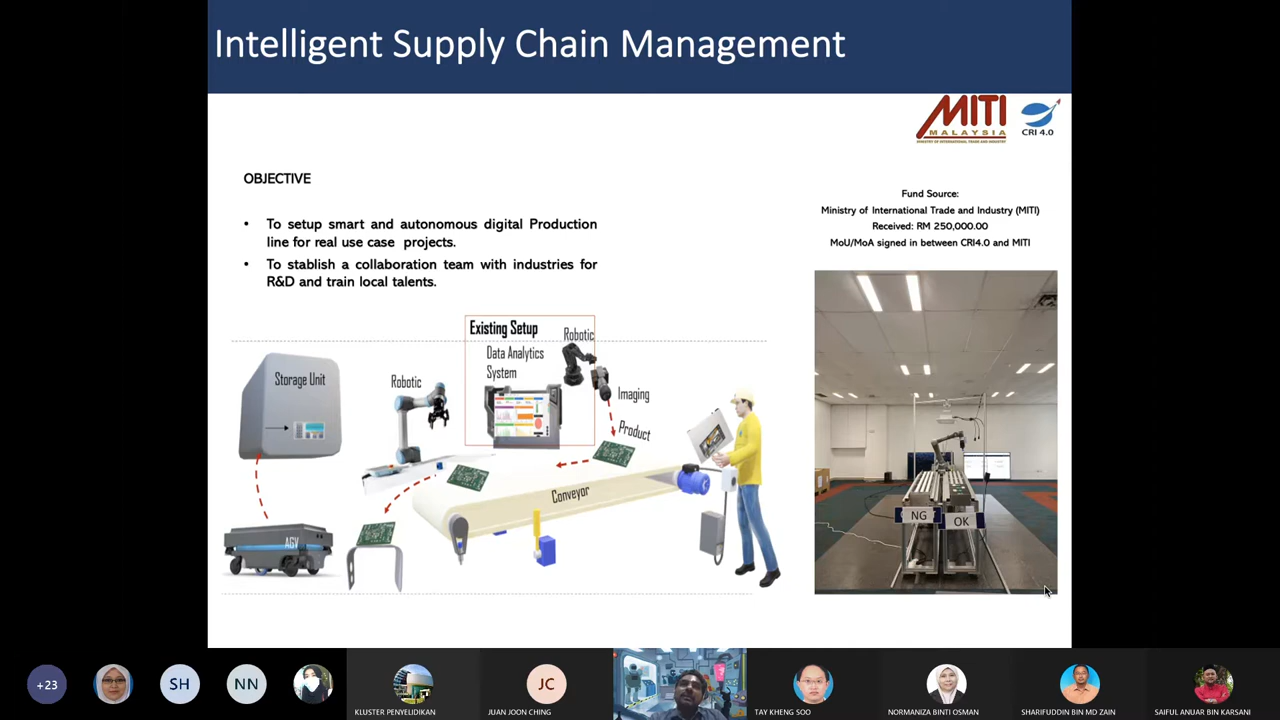 Intelligent Supply Chain Management
MITI
MALAYSIA
MINISTRY OF INTERNATIONAL TRADE AND INDUSTRY
CRI 4.0
OBJECTIVE
• To setup smart and autonomous digital Production
line for real use case projects.
• To stablish a collaboration team with industries for
R&D and train local talents.
Fund Source:
Ministry of International Trade and Industry (MITI)
Received: RM 250,000.00
MoU/MoA signed in between CRI4.0 and MITI
Existing Setup
Robotic
Data Analytics
System
Storage Unit
Robotic
Imaging
Product
Conveyor
AGV
NG
OK
+23
SH
NN
JC
KLUSTER PENYELIDIKAN
JUAN JOON CHING
TAY KHENG SOO
NORMANIZA BINTI OSMAN
SHARIFUDDIN BIN MD ZAIN
SAIFUL ANUAR BIN KARSANI